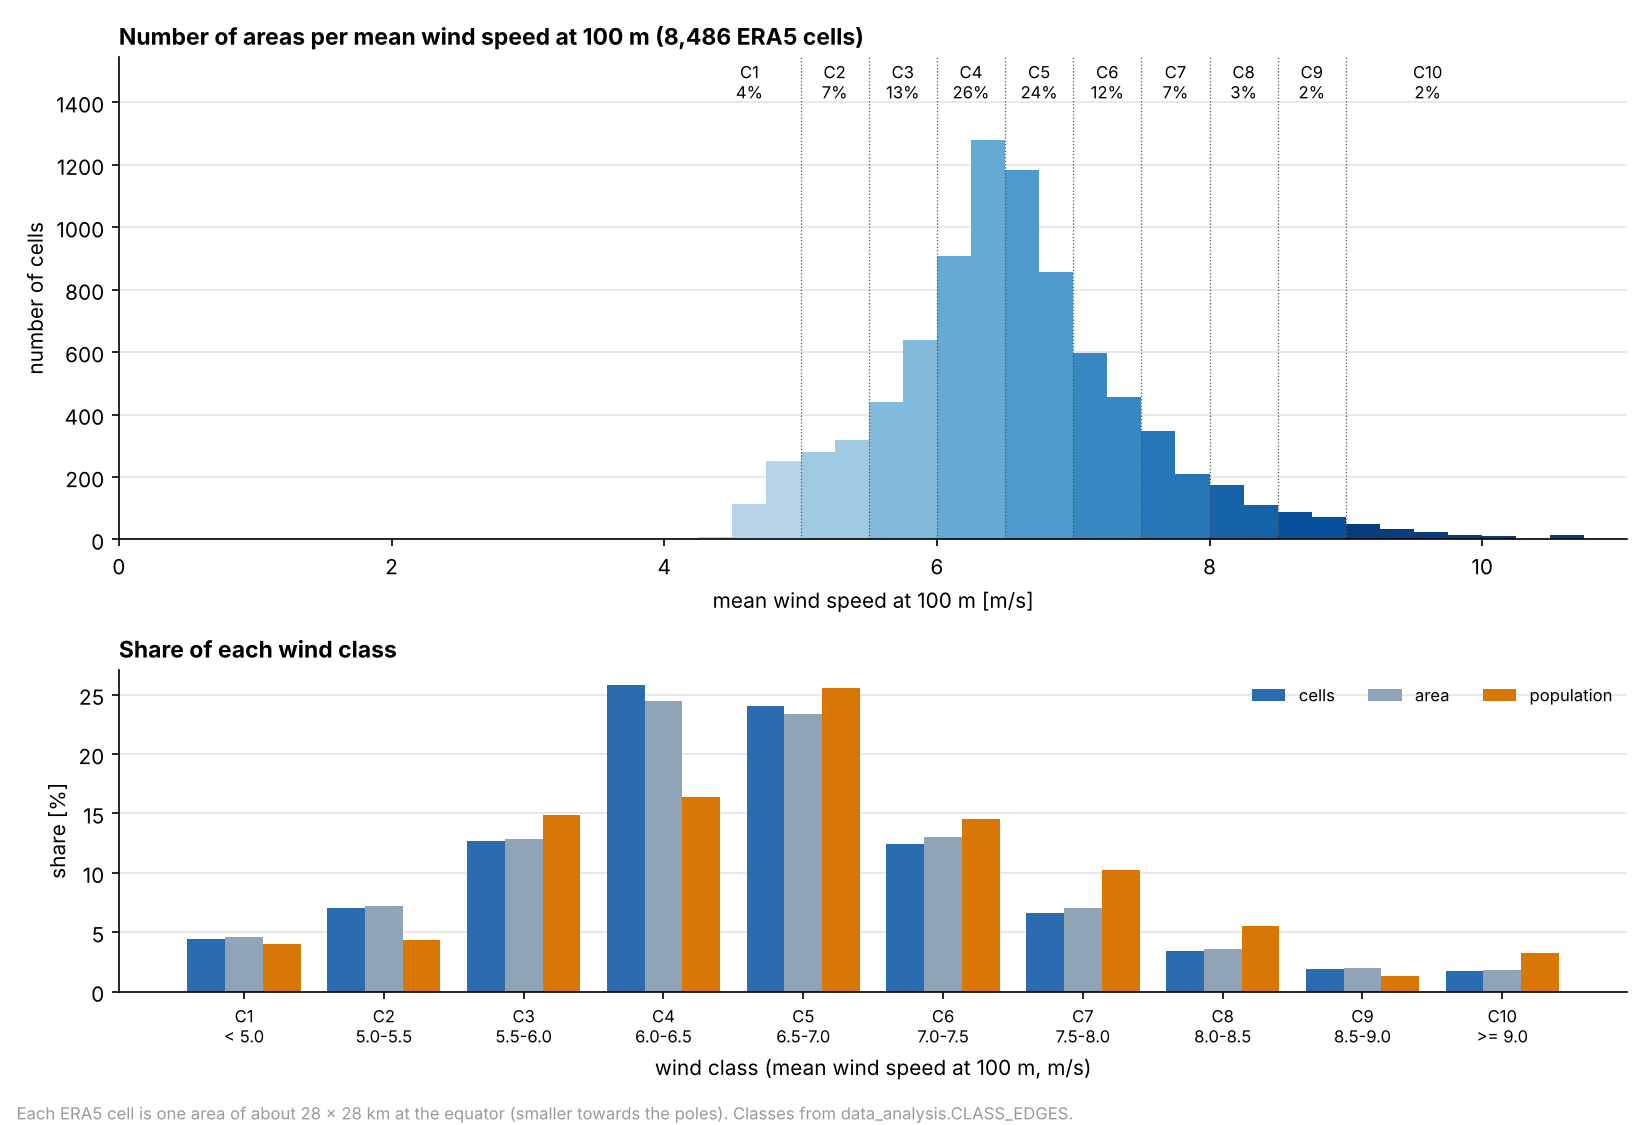 Number of areas per mean wind speed at 100 m (8,486 ERA5 cells)
C1 C2 C3 C4 C5 C6 C7 C8 C9 C10
4% 7% 13% 26% 24% 12% 7% 3% 2% 2%
1400
1200
1000
800
600
400
200
0
number of cells
0 2 4 6 8 10
mean wind speed at 100 m [m/s]
Share of each wind class
cells area population
25
20
15
10
5
0
share [%]
C1 C2 C3 C4 C5 C6 C7 C8 C9 C10
< 5.0 5.0-5.5 5.5-6.0 6.0-6.5 6.5-7.0 7.0-7.5 7.5-8.0 8.0-8.5 8.5-9.0 >= 9.0
wind class (mean wind speed at 100 m, m/s)
Each ERA5 cell is one area of about 28 × 28 km at the equator (smaller towards the poles). Classes from data_analysis.CLASS_EDGES.